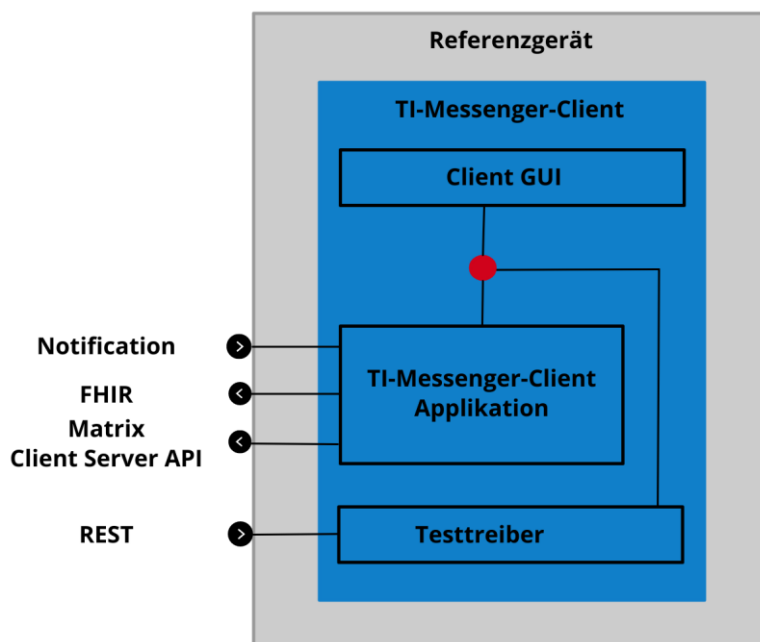 Referenzgerät
TI-Messenger-Client
Client GUI
Notification
FHIR
Matrix
Client Server API
TI-Messenger-Client
Applikation
REST
Testtreiber